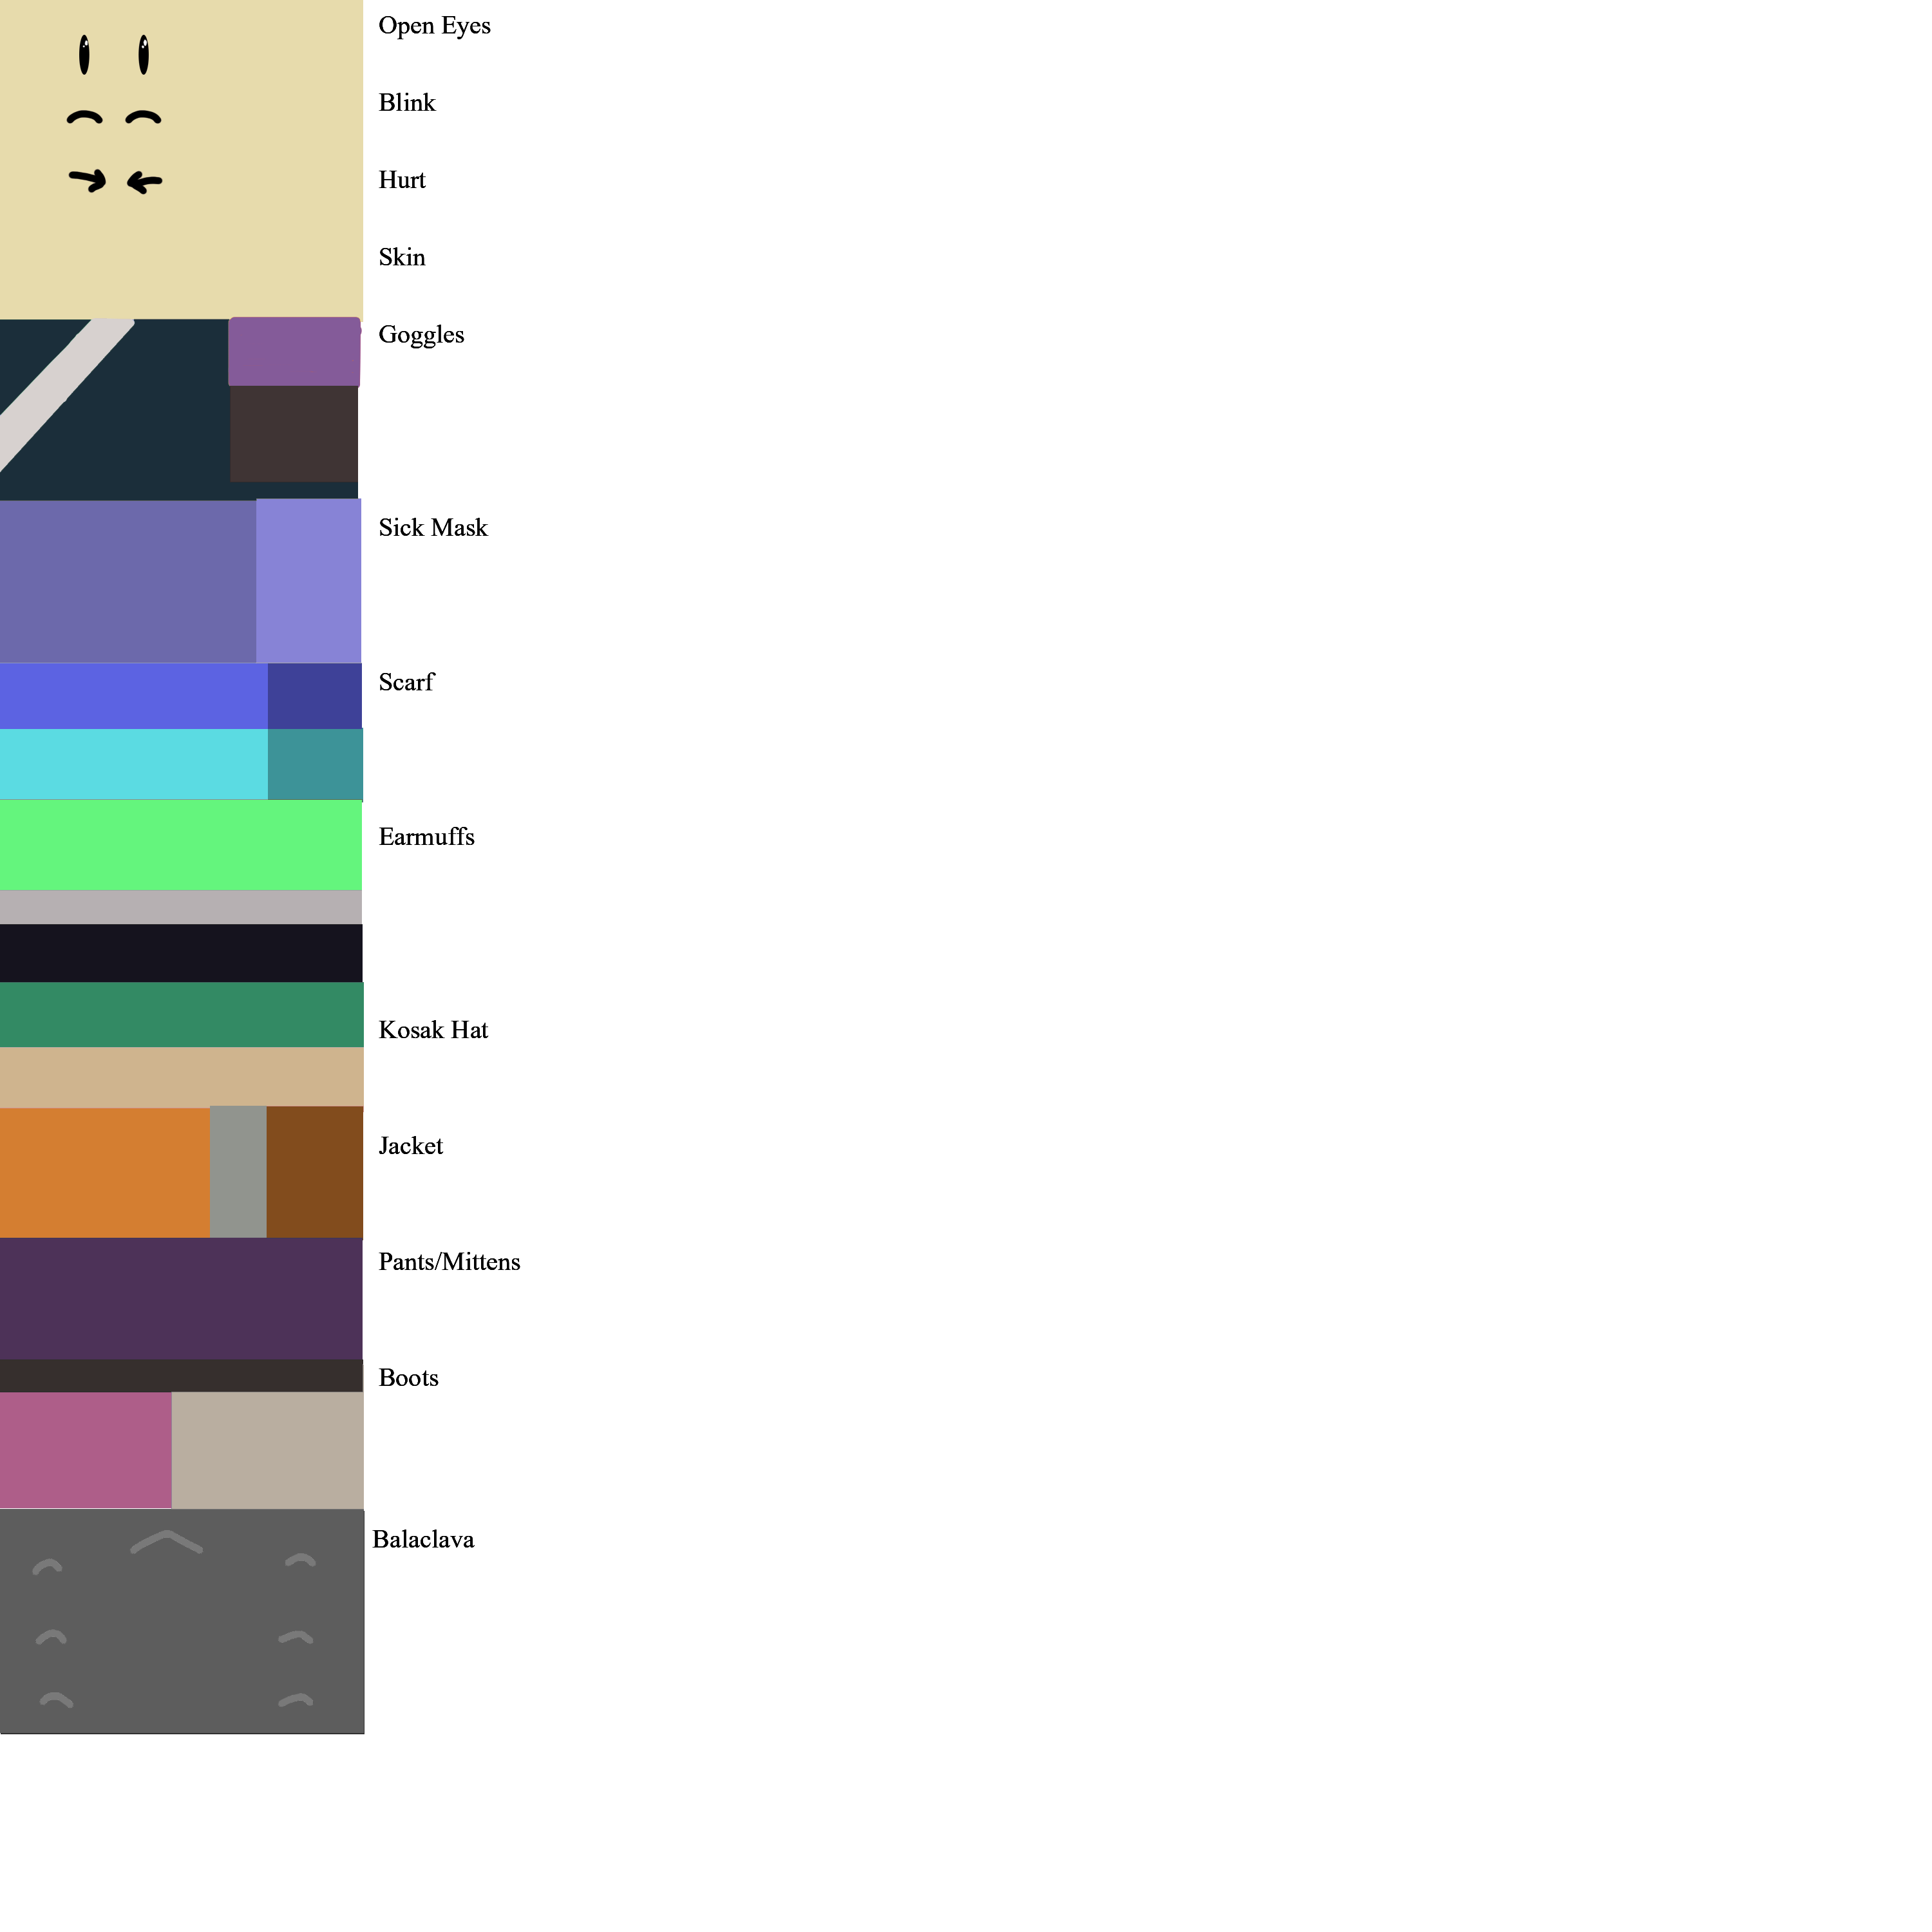 Open Eyes
Blink
Hurt
Skin
Goggles
Sick Mask
Scarf
Earmuffs
Kosak Hat
Jacket
Pants/Mittens
Boots
Balaclava